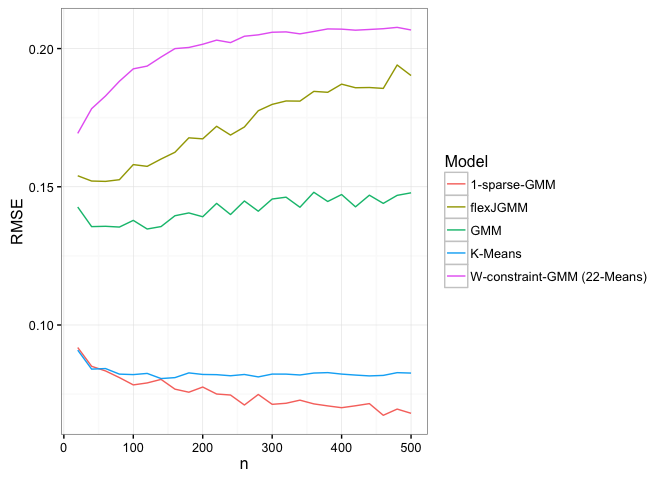 0.20
0.15
0.10
RMSE
0
100
200
300
400
500
n
Model
1-sparse-GMM
flexJGMM
GMM
K-Means
W-constraint-GMM (22-Means)